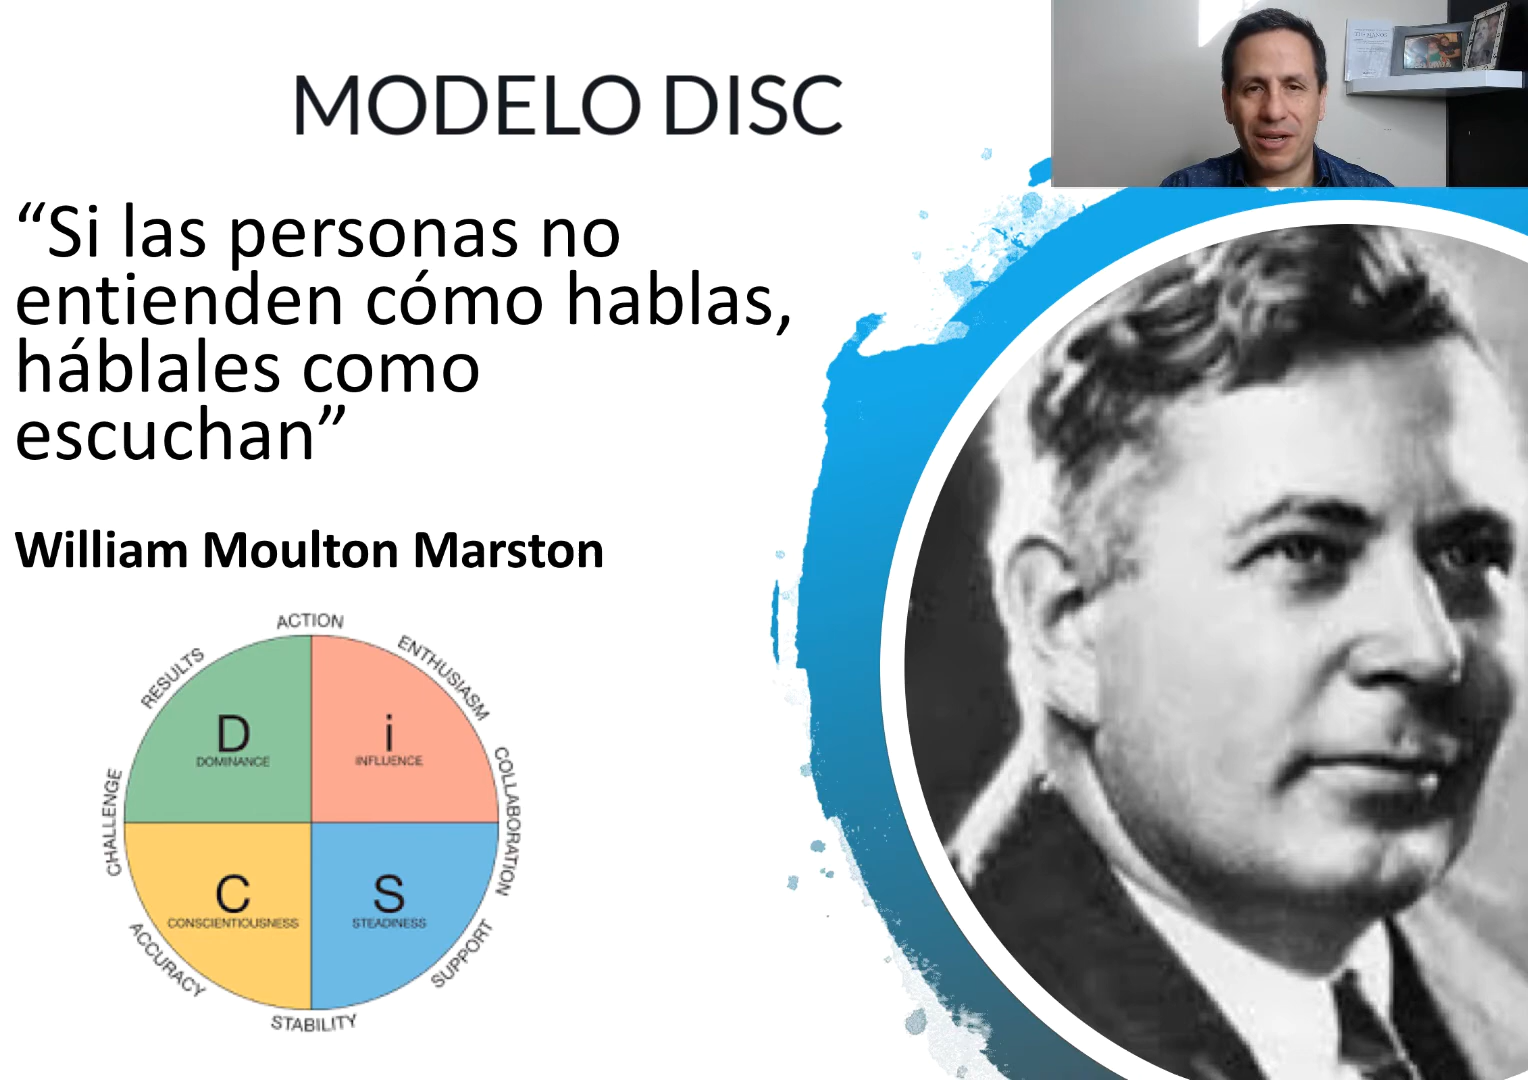 MODELO DISC
“Si las personas no
entienden cómo hablas,
háblales como
escuchan”
William Moulton Marston
ACTION
RESULTS
ENTHUSIASM
D
DOMINANCE
i
INFLUENCE
CHALLENGE
COLLABORATION
C
CONSCIENTIOUSNESS
S
STEADINESS
ACCURACY
SUPPORT
STABILITY